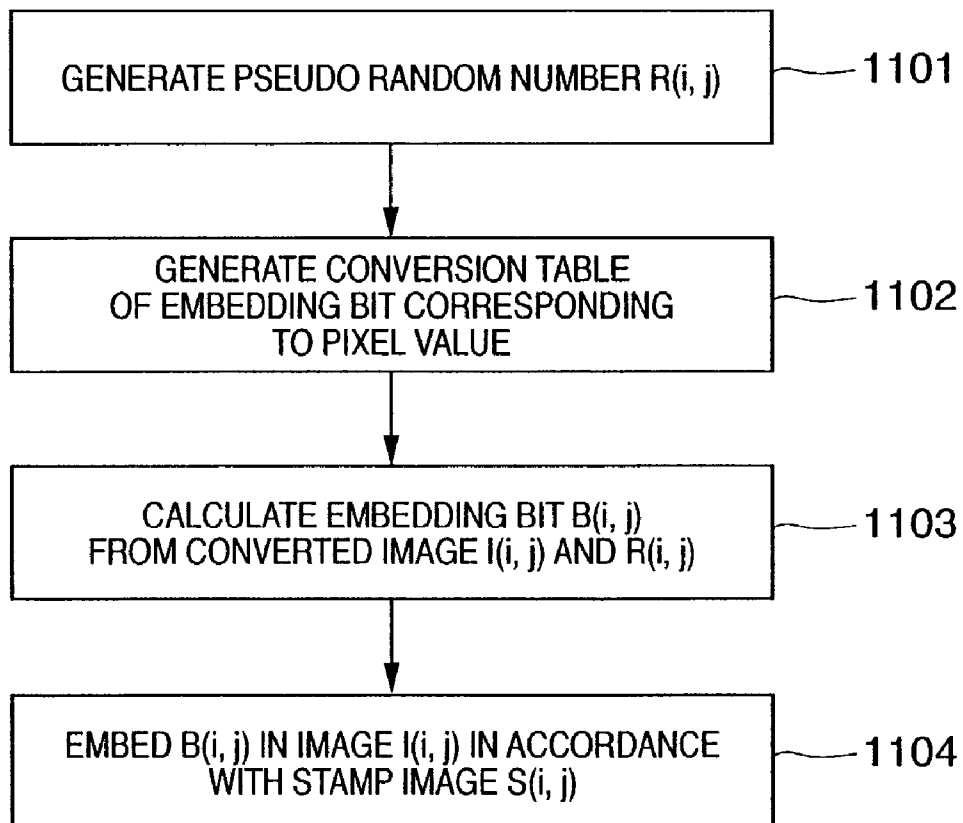 GENERATE PSEUDO RANDOM NUMBER R(i, j)
1101
GENERATE CONVERSION TABLE
OF EMBEDDING BIT CORRESPONDING
TO PIXEL VALUE
1102
CALCULATE EMBEDDING BIT B(i, j)
FROM CONVERTED IMAGE I(i, j) AND R(i, j)
1103
EMBED B(i, j) IN IMAGE I(i, j) IN ACCORDANCE
WITH STAMP IMAGE S(i, j)
1104